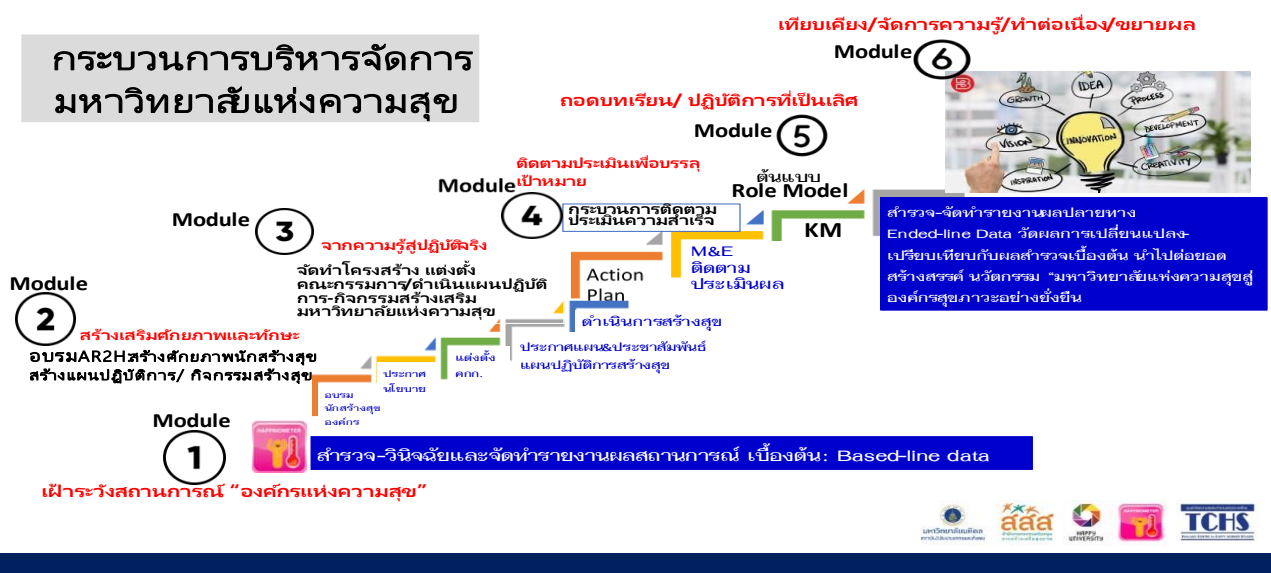 กระบวนการบริหารจัดการ
มหาวิทยาลัยแห่งความสุข
เทียบเคียง/จัดการความรู้/ทำต่อเนื่อง/ขยายผล
Module 6
B
GROWTH
IDEA
PROCESS
VISION
INNOVATION
DEVELOPMENT
CREATIVITY
INSPIRATION
สำรวจ-จัดทำรายงานผลปลายทาง
Ended-line Data วัดผลการเปลี่ยนแปลง-
เปรียบเทียบกับผลสำรวจเบื้องต้น นำไปต่อยอด
สร้างสรรค์ นวัตกรรม "มหาวิทยาลัยแห่งความสุขสู่
องค์กรสุขภาวะอย่างยั่งยืน
ถอดบทเรียน/ ปฏิบัติการที่เป็นเลิศ
Module 5
ต้นแบบ
Role Model
KM
ติดตามประเมินเพื่อบรรลุ
เป้าหมาย
Module 4
กระบวนการติดตาม
ประเมินความสำเร็จ
M&E
ติดตาม
ประเมินผล
Module 3
จากความรู้สู่ปฏิบัติจริง
จัดทำโครงสร้าง แต่งตั้ง
คณะกรรมการ/ดำเนินแผนปฏิบัติ
การ-กิจกรรมสร้างเสริม
มหาวิทยาลัยแห่งความสุข
Action
Plan
ดำเนินการสร้างสุข
ประกาศแผน&ประชาสัมพันธ์
แผนปฏิบัติการสร้างสุข
Module
2
สร้างเสริมศักยภาพและทักษะ
อบรมAR2H:สร้างศักยภาพนักสร้างสุข
สร้างแผนปฏิบัติการ/ กิจกรรมสร้างสุข
แต่งตั้ง
คกก.
ประกาศ
นโยบาย
อบรม
นักสร้างสุข
องค์กร
Module
1
HAPPINOMETER
สำรวจ-วินิจฉัยและจัดทำรายงานผลสถานการณ์ เบื้องต้น: Based-line data
เฝ้าระวังสถานการณ์ "องค์กรแห่งความสุข"
มหาวิทยาลัยมหิดล
สสส
HAPPY
UNIVERSITY
HAPPINOMETER
TCHS